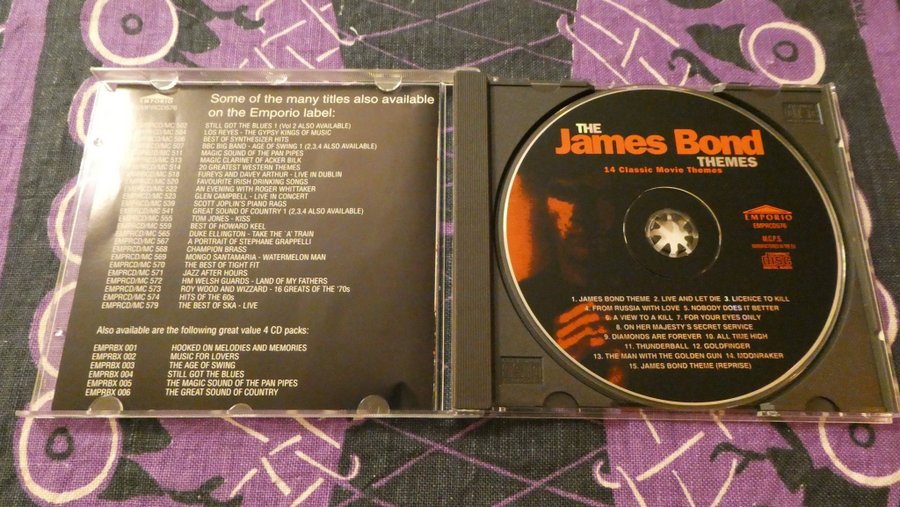 EMPRCD576
Some of the many titles also available
on the Emporio label:
EMPRCD/MC 502 STILL GOT THE BLUES 1 (Vol 2 ALSO AVAILABLE)
EMPRCD/MC 504 LOS REYES - THE GYPSY KINGS OF MUSIC
EMPRCD/MC 506 BEST OF SYNTHESIZER HITS
EMPRCD/MC 507 BBC BIG BAND - AGE OF SWING 1 (2,3,4 ALSO AVAILABLE)
EMPRCD/MC 511 MAGIC SOUND OF THE PAN PIPES
EMPRCD/MC 513 MAGIC CLARINET OF ACKER BILK
EMPRCD/MC 514 20 GREATEST WESTERN THEMES
EMPRCD/MC 518 FUREYS AND DAVEY ARTHUR - LIVE IN DUBLIN
EMPRCD/MC 520 FAVOURITE IRISH DRINKING SONGS
EMPRCD/MC 522 AN EVENING WITH ROGER WHITTAKER
EMPRCD/MC 523 GLEN CAMPBELL - LIVE IN CONCERT
EMPRCD/MC 539 SCOTT JOPLIN'S PIANO RAGS
EMPRCD/MC 541 GREAT SOUND OF COUNTRY 1 (2,3,4 ALSO AVAILABLE)
EMPRCD/MC 555 TOM JONES - KISS
EMPRCD/MC 559 BEST OF HOWARD KEEL
EMPRCD/MC 565 DUKE ELLINGTON - TAKE THE `A' TRAIN
EMPRCD/MC 567 A PORTRAIT OF STEPHANE GRAPPELLI
EMPRCD/MC 568 CHAMPION BRASS
EMPRCD/MC 569 MONGO SANTAMARIA - WATERMELON MAN
EMPRCD/MC 570 THE BEST OF TIGHT FIT
EMPRCD/MC 571 JAZZ AFTER HOURS
EMPRCD/MC 572 HM WELSH GUARDS - LAND OF MY FATHERS
EMPRCD/MC 573 ROY WOOD AND WIZZARD - 16 GREATS OF THE '70s
EMPRCD/MC 574 HITS OF THE 60s
EMPRCD/MC 579 THE BEST OF SKA - LIVE
Also available are the following great value 4 CD packs:
EMPRBX 001 HOOKED ON MELODIES AND MEMORIES
EMPRBX 002 MUSIC FOR LOVERS
EMPRBX 003 THE AGE OF SWING
EMPRBX 004 STILL GOT THE BLUES
EMPRBX 005 THE MAGIC SOUND OF THE PAN PIPES
EMPRBX 006 THE GREAT SOUND OF COUNTRY
THE
James Bond
THEMES
14 Classic Movie Themes
EMPORIO
EMPRCD576
M.C.P.S.
MANUFACTURED IN THE EU
COMPACT
disc
DIGITAL AUDIO
1. JAMES BOND THEME 2. LIVE AND LET DIE 3. LICENCE TO KILL
4. FROM RUSSIA WITH LOVE 5. NOBODY DOES IT BETTER
6. A VIEW TO A KILL 7. FOR YOUR EYES ONLY
8. ON HER MAJESTY'S SECRET SERVICE
9. DIAMONDS ARE FOREVER 10. ALL TIME HIGH
11. THUNDERBALL 12. GOLDFINGER
13. THE MAN WITH THE GOLDEN GUN 14. MOONRAKER
15. JAMES BOND THEME (REPRISE)